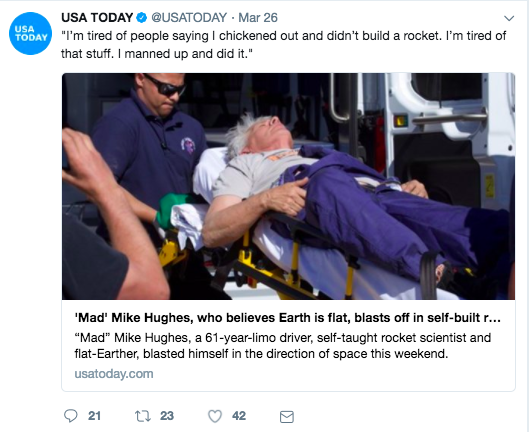 USA TODAY
USA TODAY @USATODAY · Mar 26
"I'm tired of people saying I chickened out and didn't build a rocket. I'm tired of
that stuff. I manned up and did it."
'Mad' Mike Hughes, who believes Earth is flat, blasts off in self-built r...
“Mad” Mike Hughes, a 61-year-limo driver, self-taught rocket scientist and
flat-Earther, blasted himself in the direction of space this weekend.
usatoday.com
21 23 42